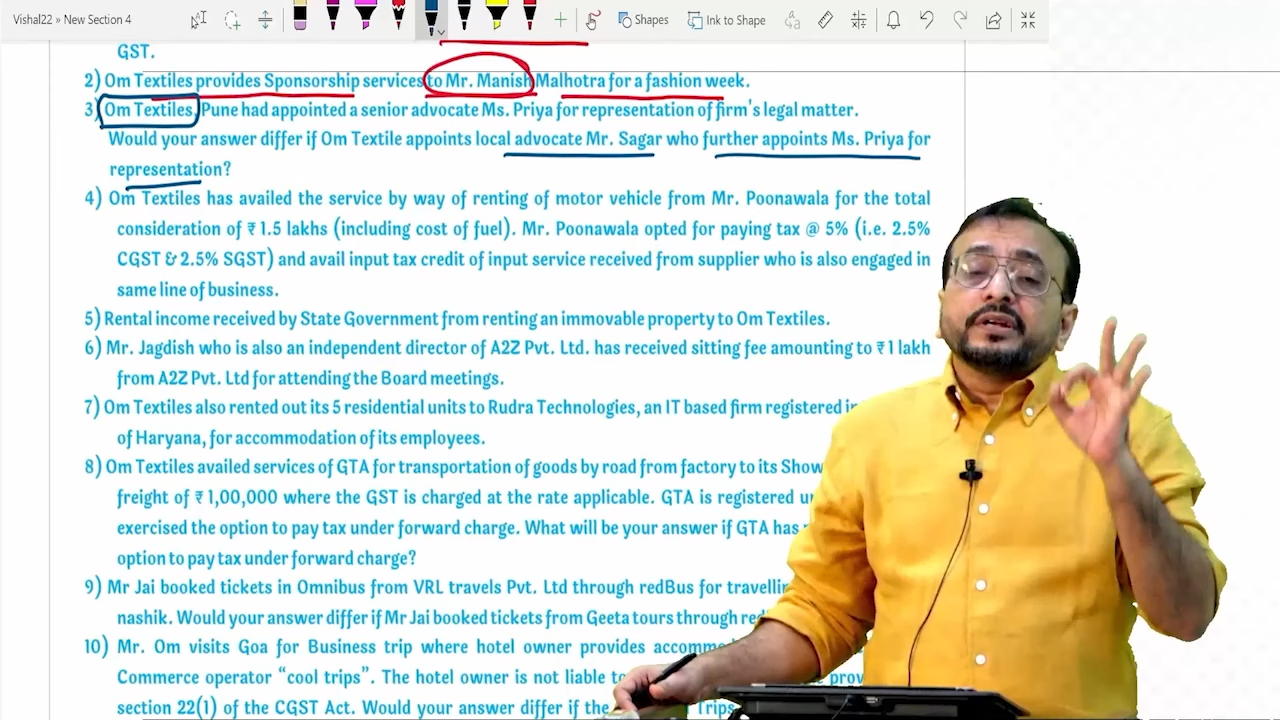 Vishal22 » New Section 4
Shapes
Ink to Shape
GST.
2) Om Textiles provides Sponsorship services to Mr. Manish Malhotra for a fashion week.
3) Om Textiles, Pune had appointed a senior advocate Ms. Priya for representation of firm's legal matter.
Would your answer differ if Om Textile appoints local advocate Mr. Sagar who further appoints Ms. Priya for
representation?
4) Om Textiles has availed the service by way of renting of motor vehicle from Mr. Poonawala for the total
consideration of ₹ 1.5 lakhs (including cost of fuel). Mr. Poonawala opted for paying tax @ 5% (i.e. 2.5%
CGST & 2.5% SGST) and avail input tax credit of input service received from supplier who is also engaged in
same line of business.
5) Rental income received by State Government from renting an immovable property to Om Textiles.
6) Mr. Jagdish who is also an independent director of A2Z Pvt. Ltd. has received sitting fee amounting to ₹ 1 lakh
from A2Z Pvt. Ltd for attending the Board meetings.
7) Om Textiles also rented out its 5 residential units to Rudra Technologies, an IT based firm registered
of Haryana, for accommodation of its employees.
8) Om Textiles availed services of GTA for transportation of goods by road from factory to its
freight of ₹ 1,00,000 where the GST is charged at the rate applicable. GTA is registered
exercised the option to pay tax under forward charge. What will be your answer if GTA has
option to pay tax under forward charge?
9) Mr Jai booked tickets in Omnibus from VRL travels Pvt. Ltd through redBus for
nashik. Would your answer differ if Mr Jai booked tickets from Geeta tours through
10) Mr. Om visits Goa for Business trip where hotel owner provides
Commerce operator "cool trips". The hotel owner is not liable to
section 22(1) of the CGST Act. Would your answer differ if the Trips